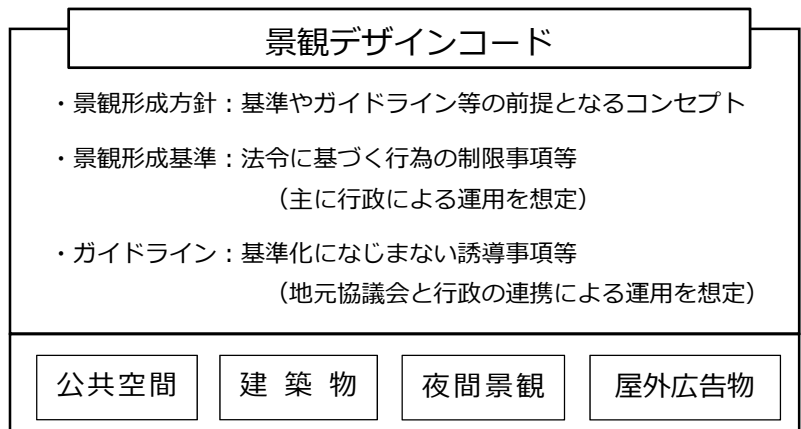 景観デザインコード
・景観形成方針：基準やガイドライン等の前提となるコンセプト
・景観形成基準：法令に基づく行為の制限事項等
（主に行政による運用を想定）
・ガイドライン：基準化になじまない誘導事項等
（地元協議会と行政の連携による運用を想定）
公共空間
建築物
夜間景観
屋外広告物